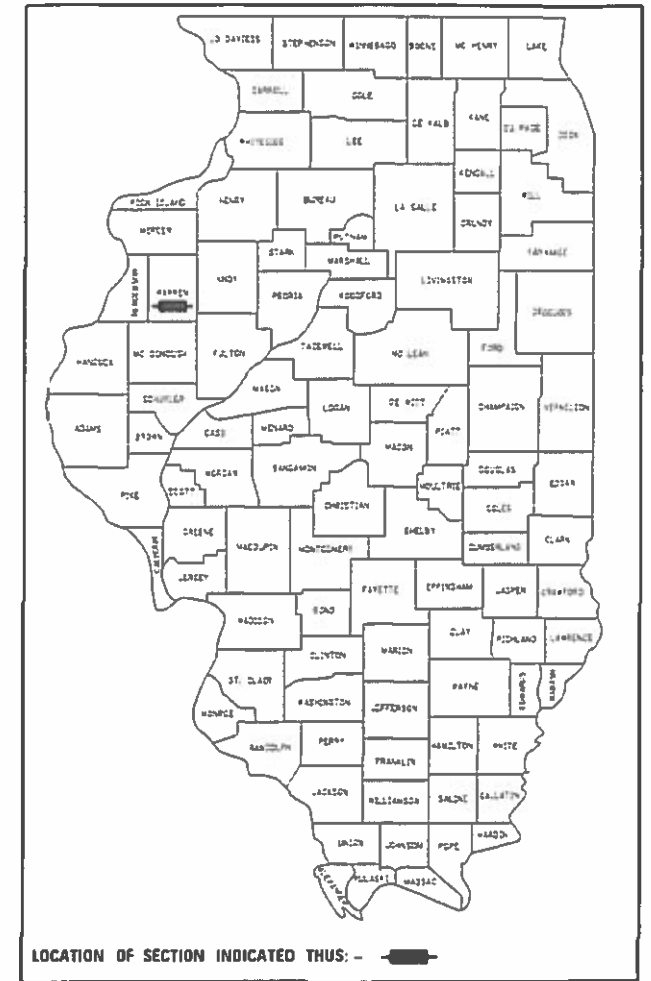 JO DAVIESS STEPHENSON WINNEBAGO BOONE MC HENRY LAKE
CARROLL OGLE
DE KALB KANE DU PAGE COOK
WHITESIDE LEE
KENDALL
ROCK ISLAND HENRY BUREAU LA SALLE WILL
GRUNDY
MERCER PUTNAM
STARK MARSHALL KANKAKEE
HENDERSON WARREN KNOX LIVINGSTON
PEORIA WOODFORD
IROQUOIS
HANCOCK MC DONOUGH FULTON TAZEWELL MC LEAN FORD
MASON
SCHUYLER LOGAN DE WITT CHAMPAIGN VERMILION
ADAMS BROWN CASS MENARD PIATT
MACON
MORGAN SANGAMON DOUGLAS
PIKE SCOTT MOULTRIE EDGAR
CHRISTIAN COLES
GREENE SHELBY
CALHOUN MACOUPIN MONTGOMERY CUMBERLAND CLARK
JERSEY
FAYETTE EFFINGHAM JASPER CRAWFORD
MADISON BOND
CLAY RICHLAND LAWRENCE
CLINTON MARION
ST. CLAIR WAYNE EDWARDS WABASH
MONROE WASHINGTON JEFFERSON
RANDOLPH PERRY HAMILTON WHITE
FRANKLIN
JACKSON WILLIAMSON SALINE GALLATIN
UNION JOHNSON POPE HARDIN
ALEXANDER PULASKI MASSAC
LOCATION OF SECTION INDICATED THUS: -